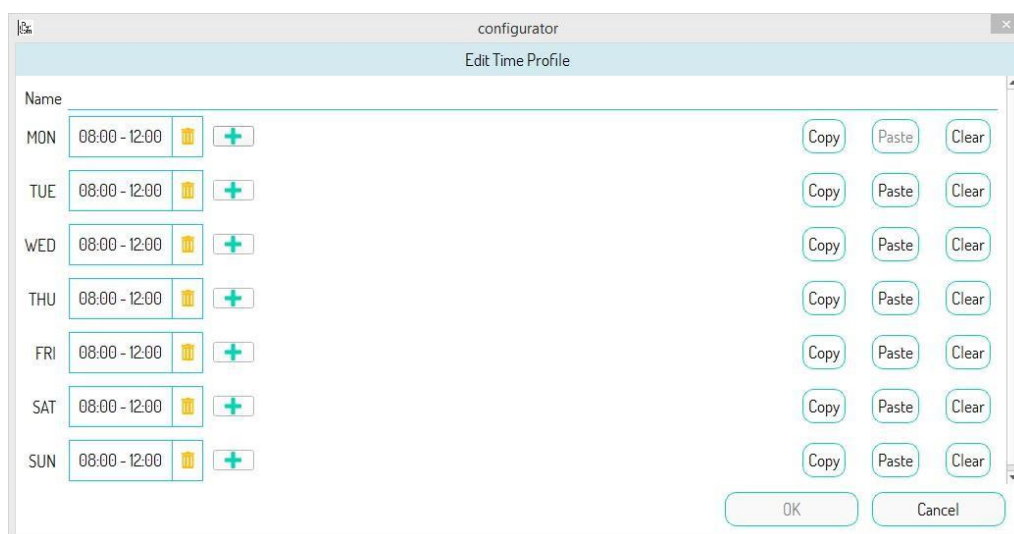 configurator
Edit Time Profile
Name
MON 08:00 - 12:00 Copy Paste Clear
TUE 08:00 - 12:00 Copy Paste Clear
WED 08:00 - 12:00 Copy Paste Clear
THU 08:00 - 12:00 Copy Paste Clear
FRI 08:00 - 12:00 Copy Paste Clear
SAT 08:00 - 12:00 Copy Paste Clear
SUN 08:00 - 12:00 Copy Paste Clear
OK Cancel